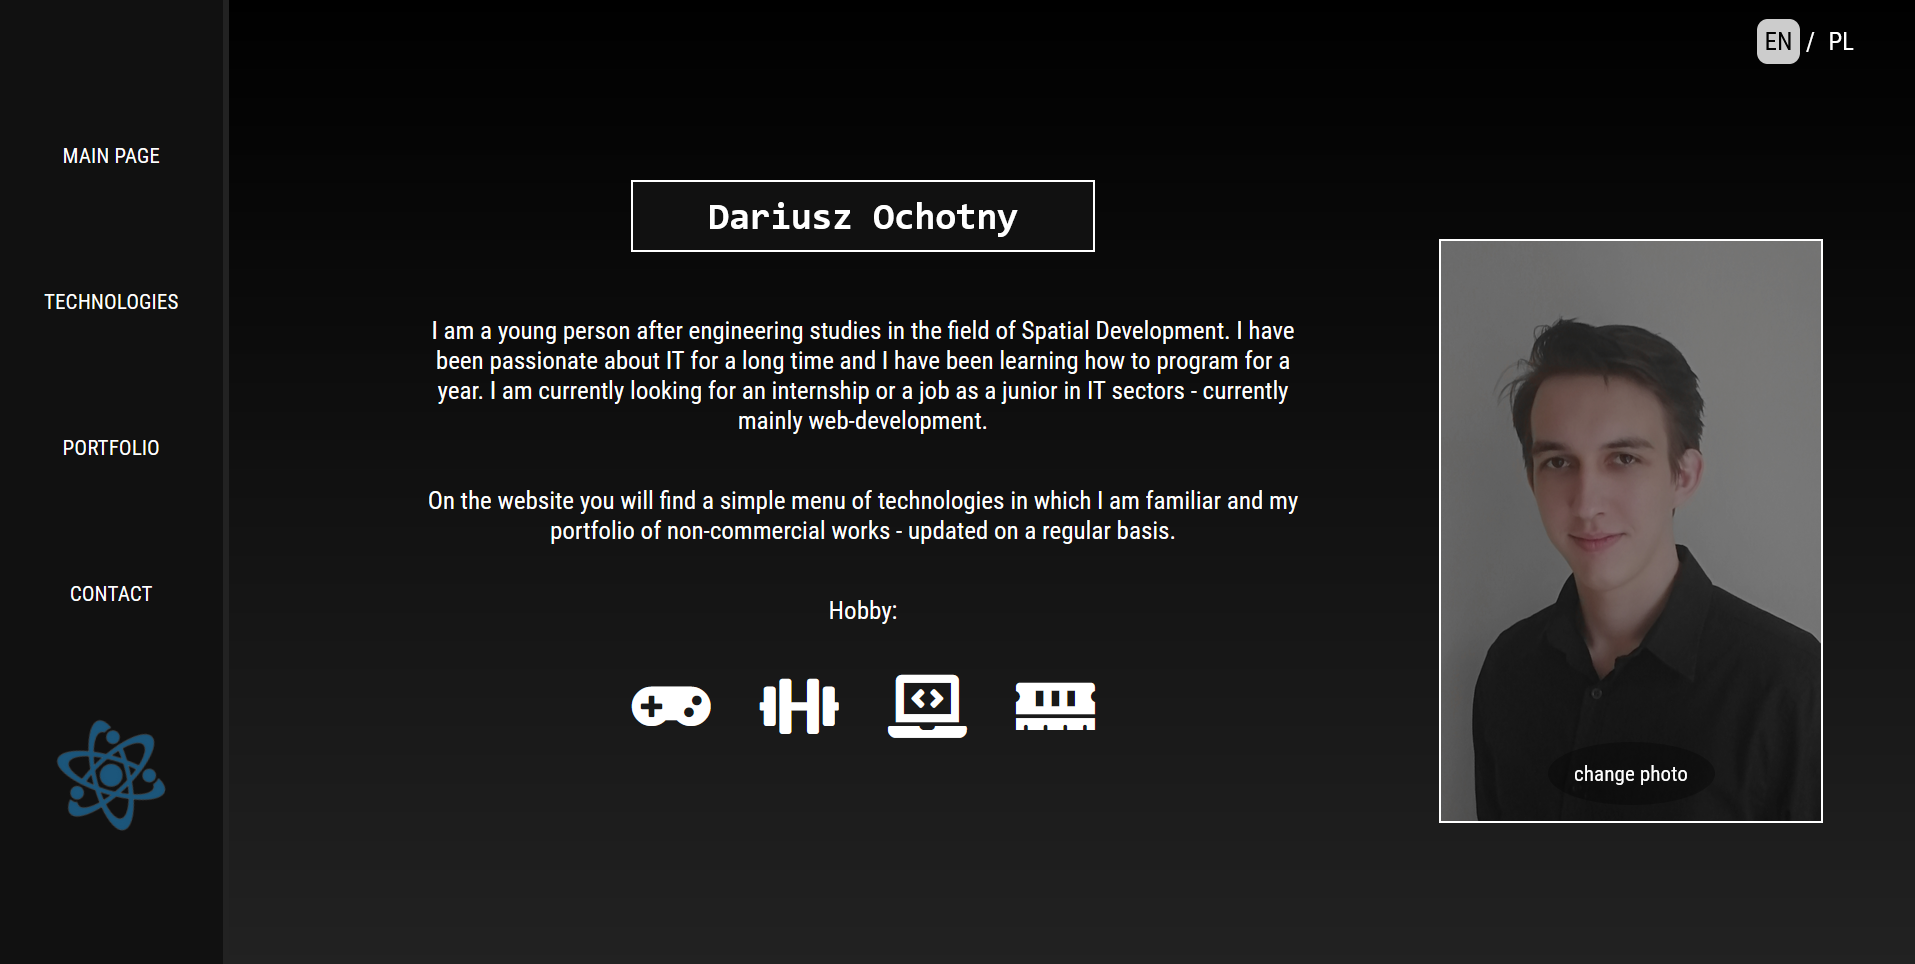 EN / PL
MAIN PAGE
TECHNOLOGIES
PORTFOLIO
CONTACT
Dariusz Ochotny
I am a young person after engineering studies in the field of Spatial Development. I have
been passionate about IT for a long time and I have been learning how to program for a
year. I am currently looking for an internship or a job as a junior in IT sectors - currently
mainly web-development.
On the website you will find a simple menu of technologies in which I am familiar and my
portfolio of non-commercial works - updated on a regular basis.
Hobby:
change photo